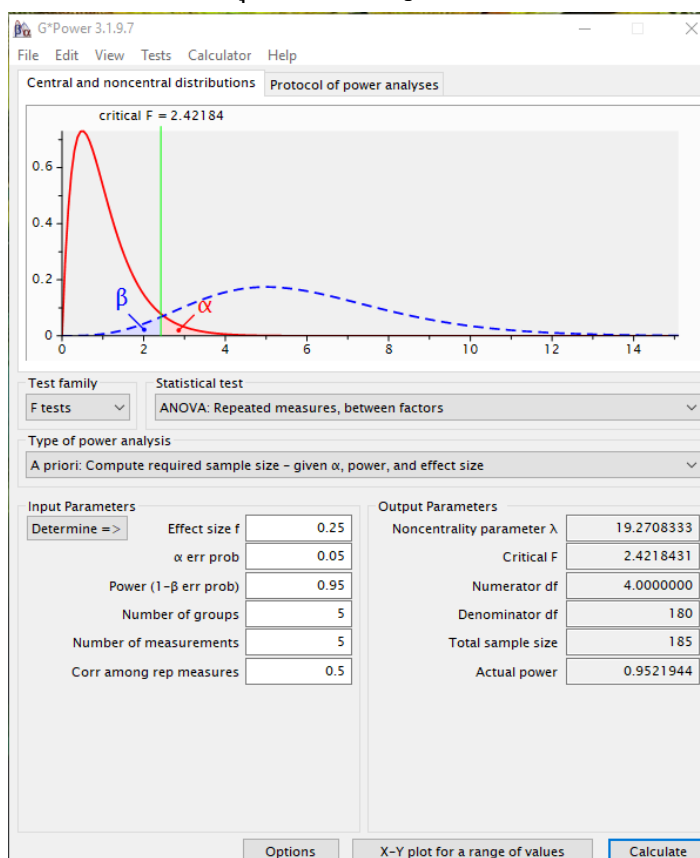 G*Power 3.1.9.7
File Edit View Tests Calculator Help
Central and noncentral distributions Protocol of power analyses
critical F = 2.42184
0.6
0.4
0.2
0
β
α
0 2 4 6 8 10 12 14
Test family Statistical test
F tests ANOVA: Repeated measures, between factors
Type of power analysis
A priori: Compute required sample size - given α, power, and effect size
Input Parameters Output Parameters
Determine => Effect size f 0.25 Noncentrality parameter λ 19.2708333
α err prob 0.05 Critical F 2.4218431
Power (1-β err prob) 0.95 Numerator df 4.0000000
Number of groups 5 Denominator df 180
Number of measurements 5 Total sample size 185
Corr among rep measures 0.5 Actual power 0.9521944
Options X-Y plot for a range of values Calculate